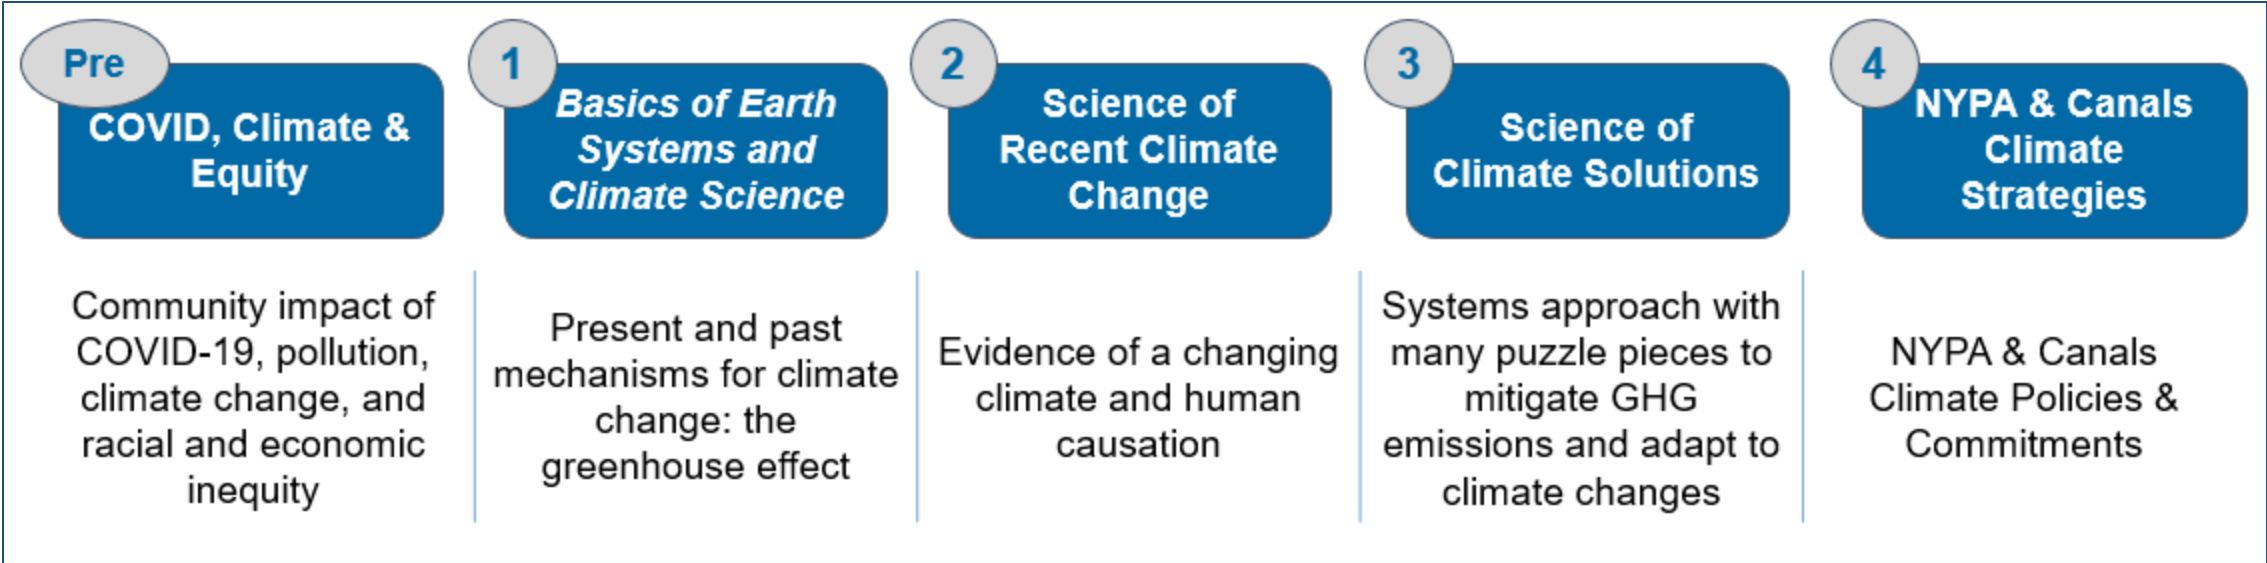 Pre
COVID, Climate &
Equity
Community impact of
COVID-19, pollution,
climate change, and
racial and economic
inequity
1
Basics of Earth
Systems and
Climate Science
Present and past
mechanisms for climate
change: the
greenhouse effect
2
Science of
Recent Climate
Change
Evidence of a changing
climate and human
causation
3
Science of
Climate Solutions
Systems approach with
many puzzle pieces to
mitigate GHG
emissions and adapt to
climate changes
4
NYPA & Canals
Climate
Strategies
NYPA & Canals
Climate Policies &
Commitments